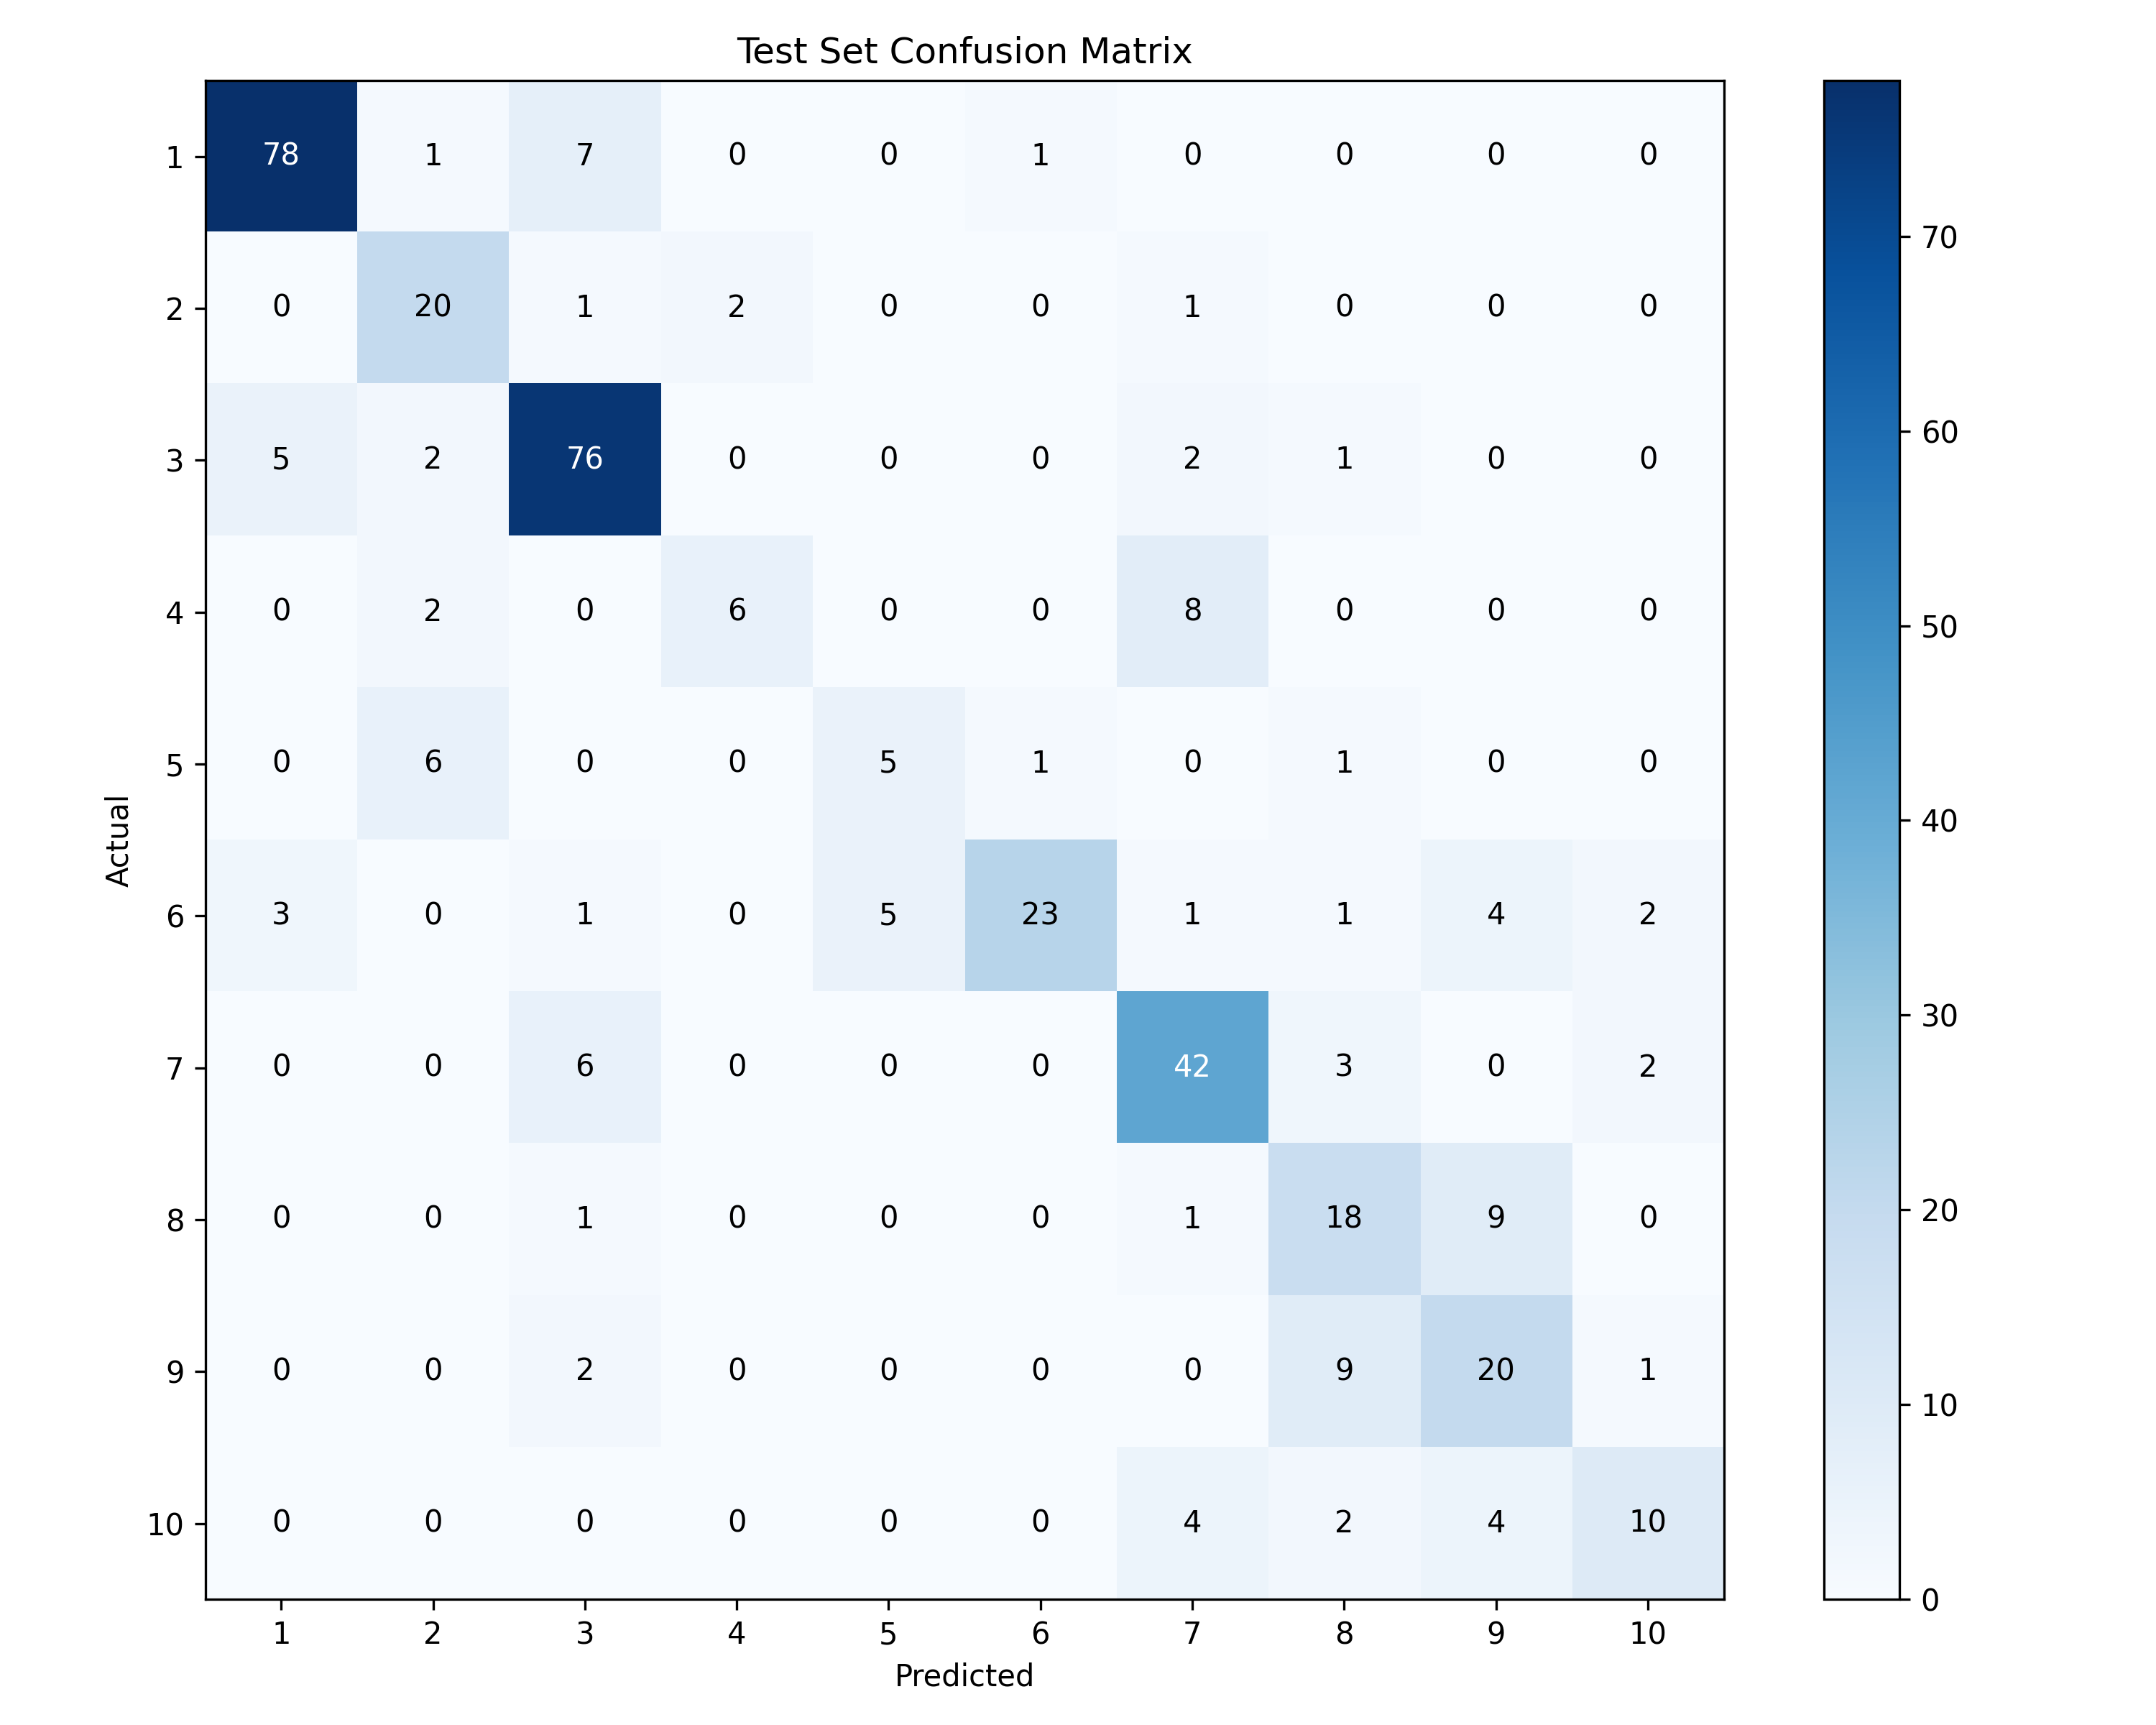 Test Set Confusion Matrix
1 78 1 7 0 0 1 0 0 0 0
2 0 20 1 2 0 0 1 0 0 0
3 5 2 76 0 0 0 2 1 0 0
4 0 2 0 6 0 0 8 0 0 0
5 0 6 0 0 5 1 0 1 0 0
6 3 0 1 0 5 23 1 1 4 2
7 0 0 6 0 0 0 42 3 0 2
8 0 0 1 0 0 0 1 18 9 0
9 0 0 2 0 0 0 0 9 20 1
10 0 0 0 0 0 0 4 2 4 10
1 2 3 4 5 6 7 8 9 10
Predicted
Actual
70
60
50
40
30
20
10
0